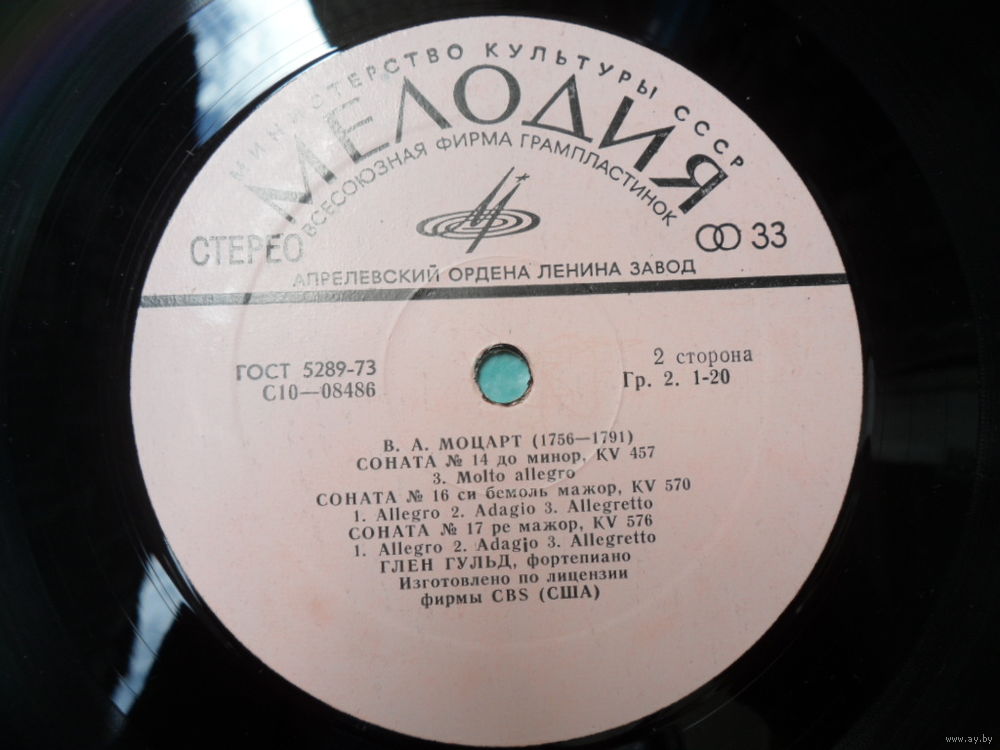 МИНИСТЕРСТВО КУЛЬТУРЫ СССР
МЕЛОДИЯ
ВСЕСОЮЗНАЯ ФИРМА ГРАМПЛАСТИНОК
СТЕРЕО
33
АПРЕЛЕВСКИЙ ОРДЕНА ЛЕНИНА ЗАВОД
ГОСТ 5289-73
С10—08486
2 сторона
Гр. 2. 1-20
В. А. МОЦАРТ (1756—1791)
СОНАТА № 14 до минор, KV 457
3. Molto allegro
СОНАТА № 16 си бемоль мажор, KV 570
1. Allegro 2. Adagio 3. Allegretto
СОНАТА № 17 ре мажор, KV 576
1. Allegro 2. Adagio 3. Allegretto
ГЛЕН ГУЛЬД, фортепиано
Изготовлено по лицензии
фирмы CBS (США)
www.ay.by